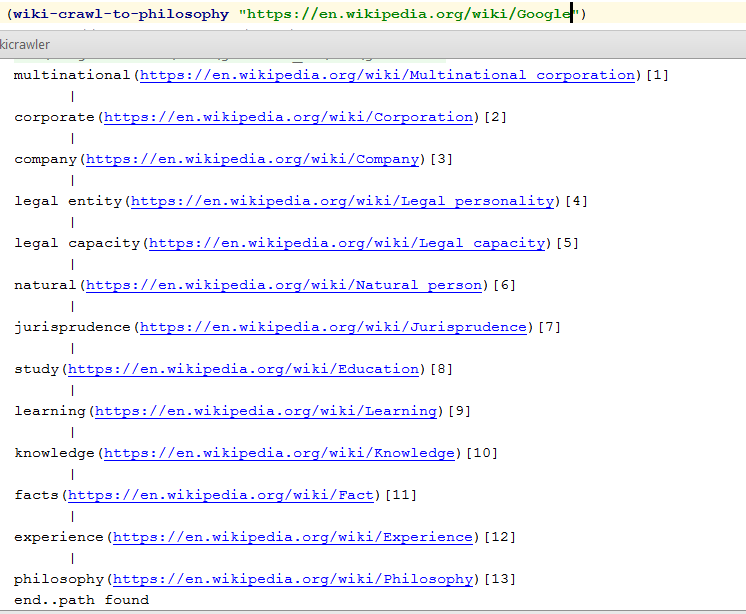 (wiki-crawl-to-philosophy "https://en.wikipedia.org/wiki/Google")
kicrawler
multinational(https://en.wikipedia.org/wiki/Multinational_corporation)[1]
|
corporate(https://en.wikipedia.org/wiki/Corporation)[2]
|
company(https://en.wikipedia.org/wiki/Company)[3]
|
legal entity(https://en.wikipedia.org/wiki/Legal_personality)[4]
|
legal capacity(https://en.wikipedia.org/wiki/Legal_capacity)[5]
|
natural(https://en.wikipedia.org/wiki/Natural_person)[6]
|
jurisprudence(https://en.wikipedia.org/wiki/Jurisprudence)[7]
|
study(https://en.wikipedia.org/wiki/Education)[8]
|
learning(https://en.wikipedia.org/wiki/Learning)[9]
|
knowledge(https://en.wikipedia.org/wiki/Knowledge)[10]
|
facts(https://en.wikipedia.org/wiki/Fact)[11]
|
experience(https://en.wikipedia.org/wiki/Experience)[12]
|
philosophy(https://en.wikipedia.org/wiki/Philosophy)[13]
end..path found